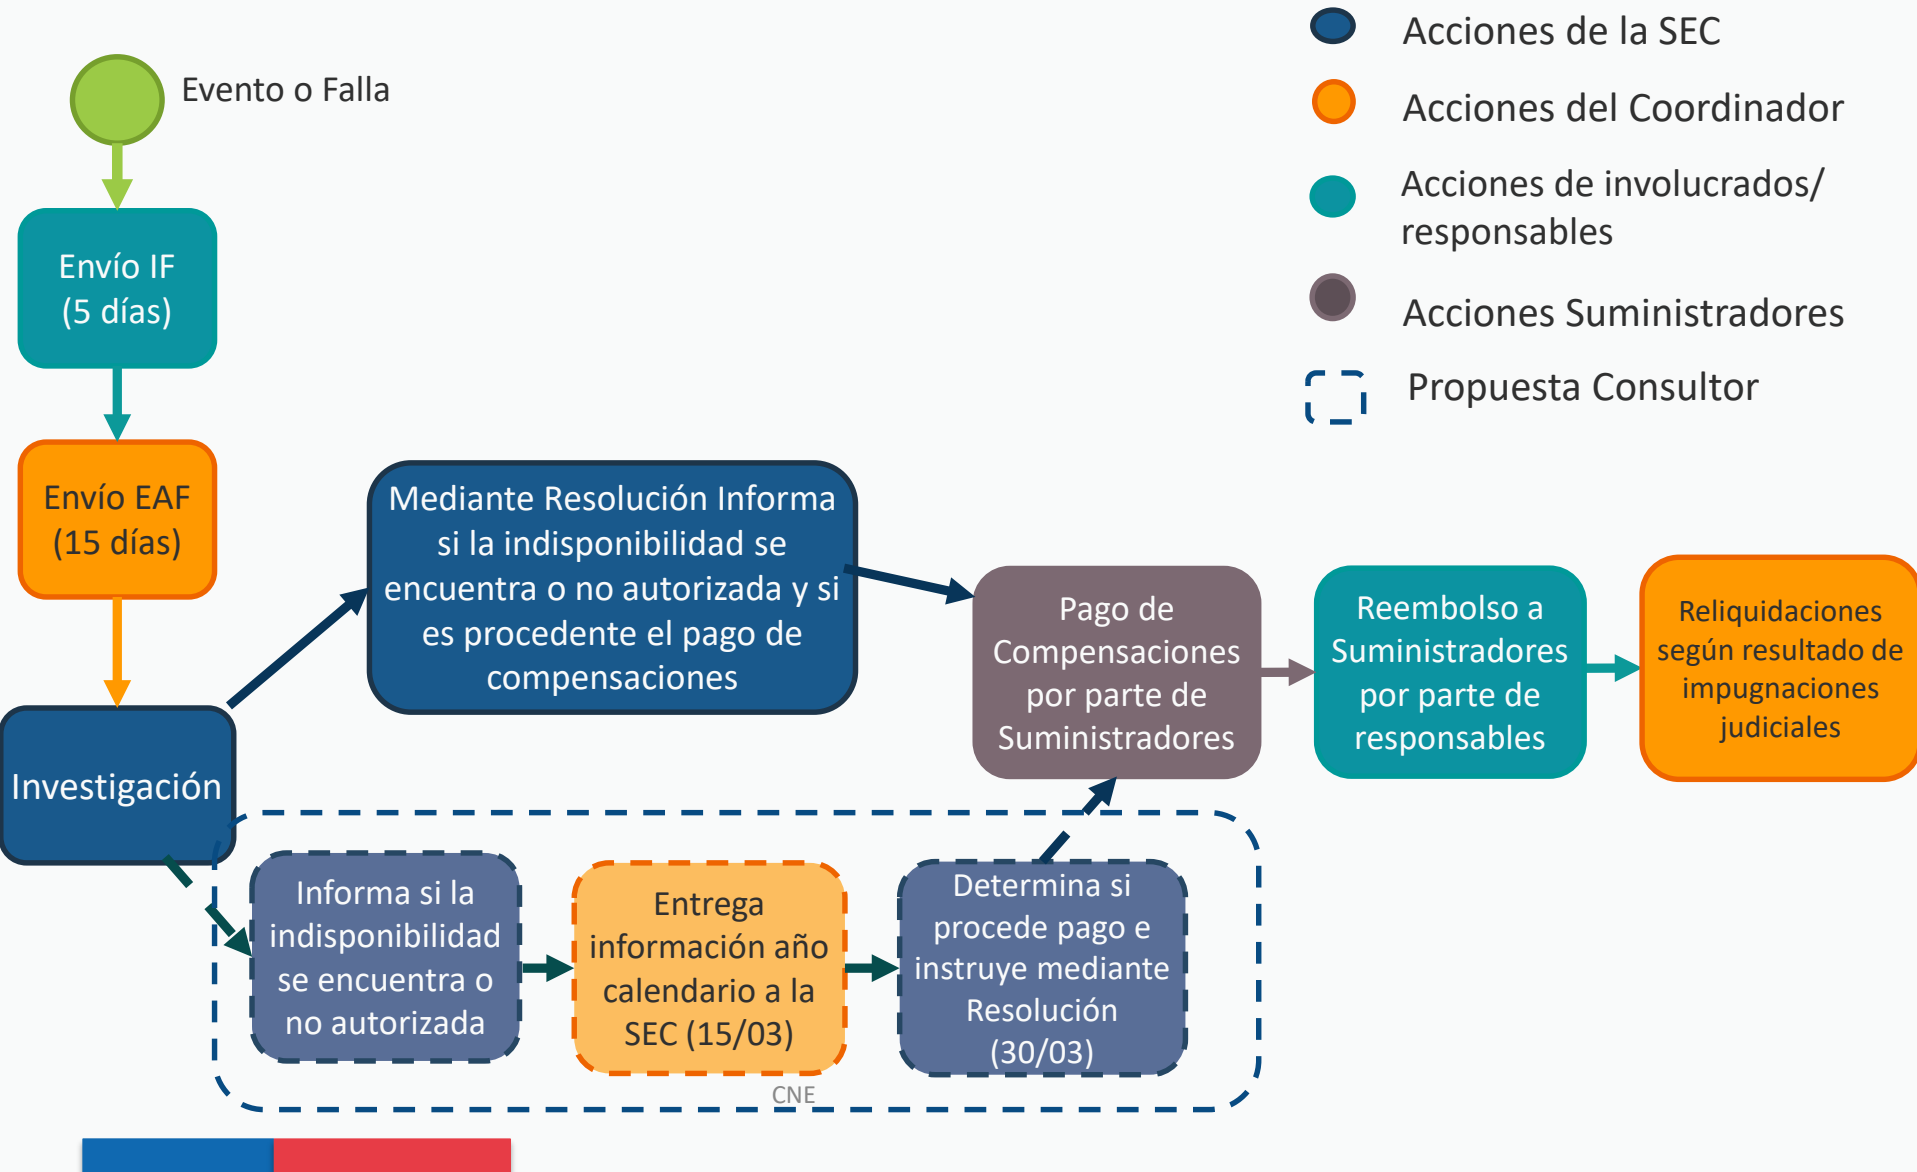 Evento o Falla
Acciones de la SEC
Acciones del Coordinador
Acciones de involucrados/
responsables
Acciones Suministradores
Propuesta Consultor
Envío IF
(5 días)
Envío EAF
(15 días)
Investigación
Mediante Resolución Informa
si la indisponibilidad se
encuentra o no autorizada y si
es procedente el pago de
compensaciones
Pago de
Compensaciones
por parte de
Suministradores
Reembolso a
Suministradores
por parte de
responsables
Reliquidaciones
según resultado de
impugnaciones
judiciales
Informa si la
indisponibilidad
se encuentra o
no autorizada
Entrega
información año
calendario a la
SEC (15/03)
Determina si
procede pago e
instruye mediante
Resolución
(30/03)
CNE